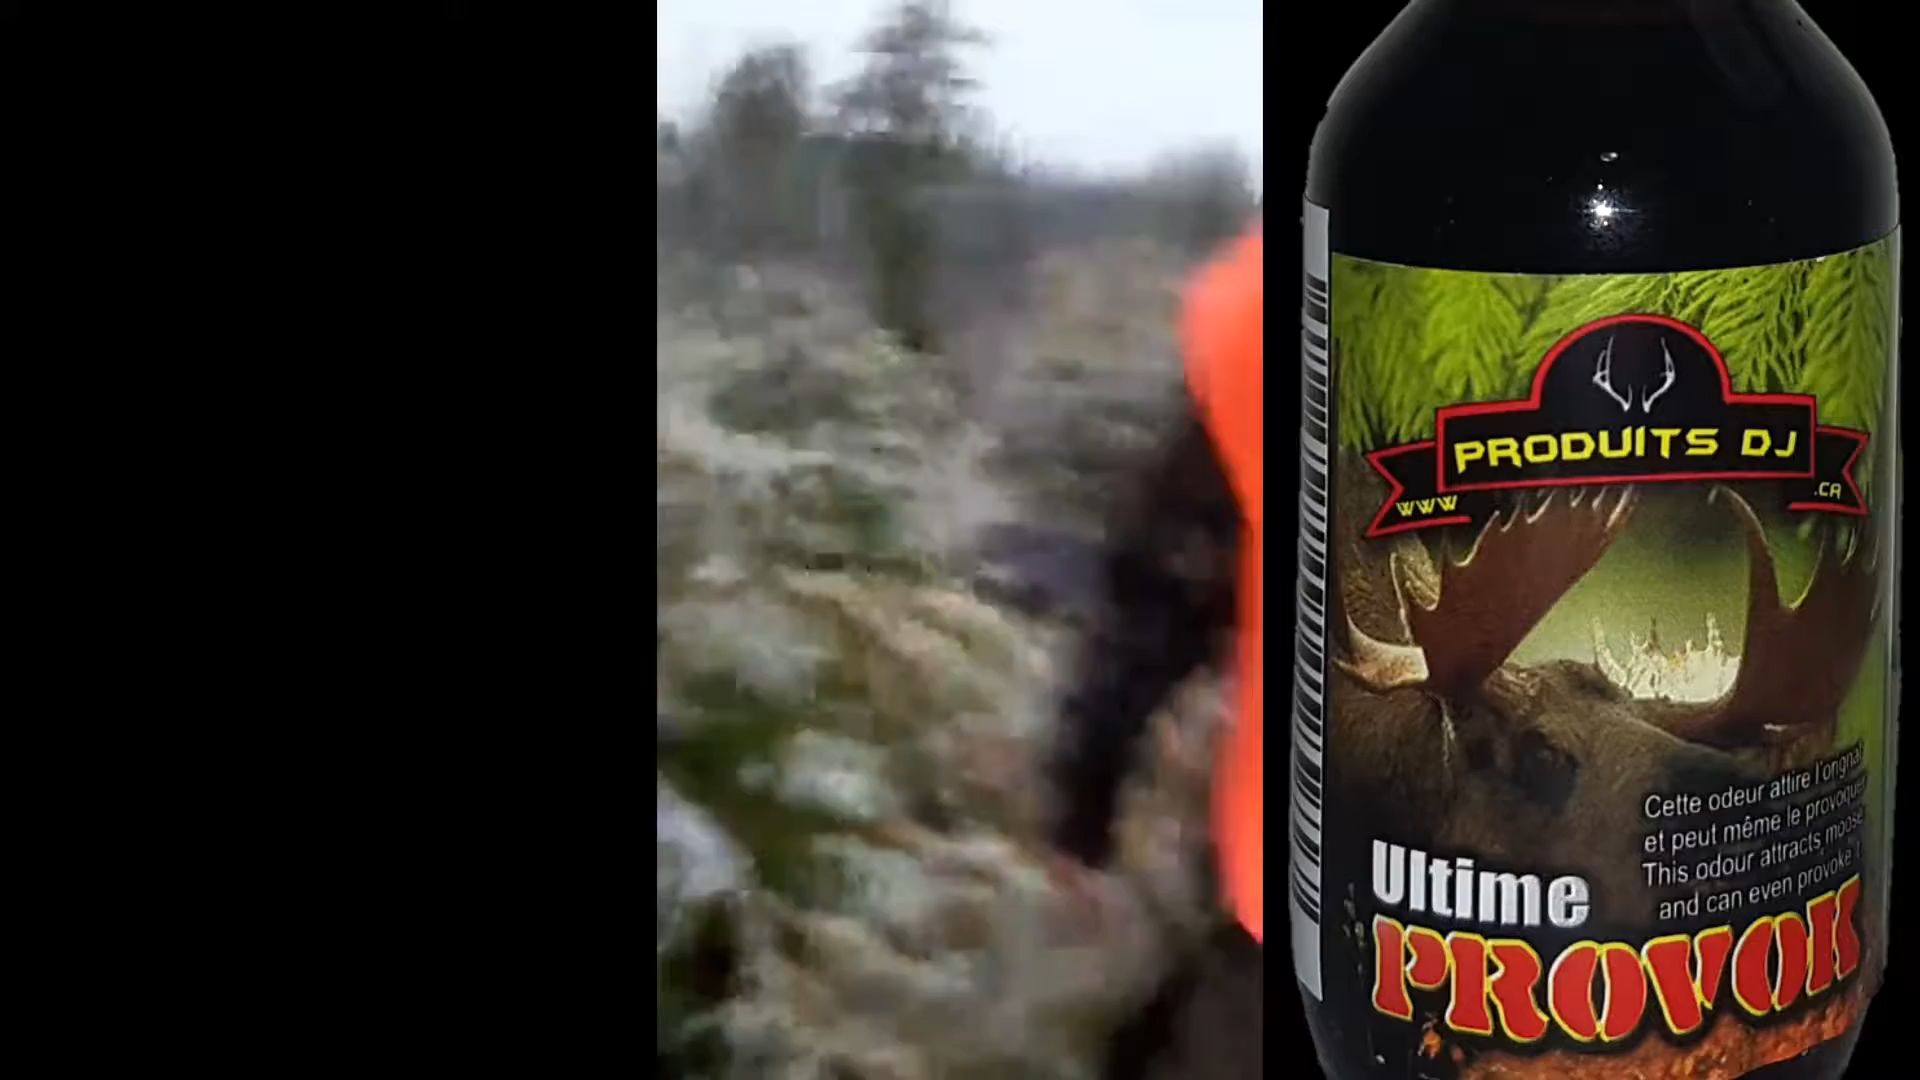 PRODUITS DJ
WWW .CA
Cette odeur attire l'orignal
et peut même le provoquer
This odour attracts moose
and can even provoke
Ultime
PROVOK